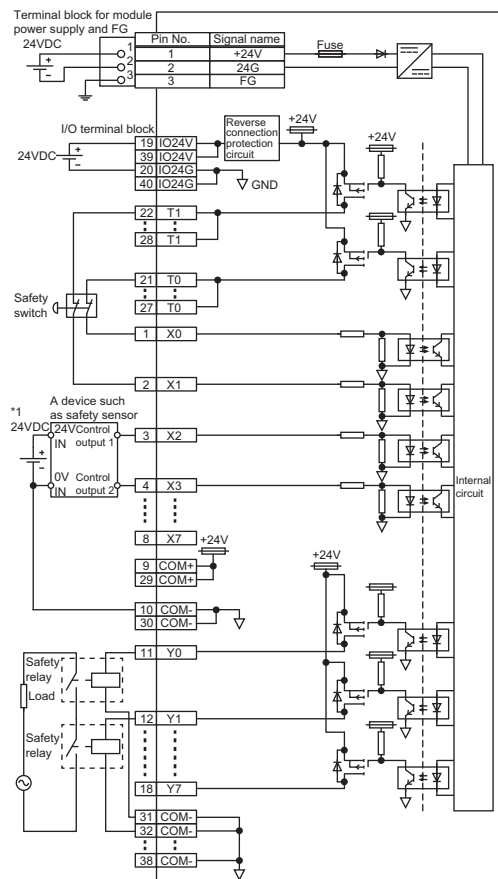 Terminal block for module
power supply and FG
24VDC
+
−
1
2
3
Pin No. Signal name
1 +24V
2 24G
3 FG
Fuse
I/O terminal block
24VDC
+
−
19 IO24V
39 IO24V
20 IO24G
40 IO24G
Reverse
connection
protection
circuit
+24V
+24V
GND
22 T1
28 T1
21 T0
27 T0
Safety
switch
1 X0
2 X1
*1
24VDC
+
−
A device such
as safety sensor
24V
IN
Control
output 1
0V
IN
Control
output 2
3 X2
4 X3
8 X7
Internal
circuit
9 COM+
29 COM+
+24V
+24V
10 COM-
30 COM-
Safety
relay
Load
11 Y0
Safety
relay
12 Y1
18 Y7
31 COM-
32 COM-
38 COM-